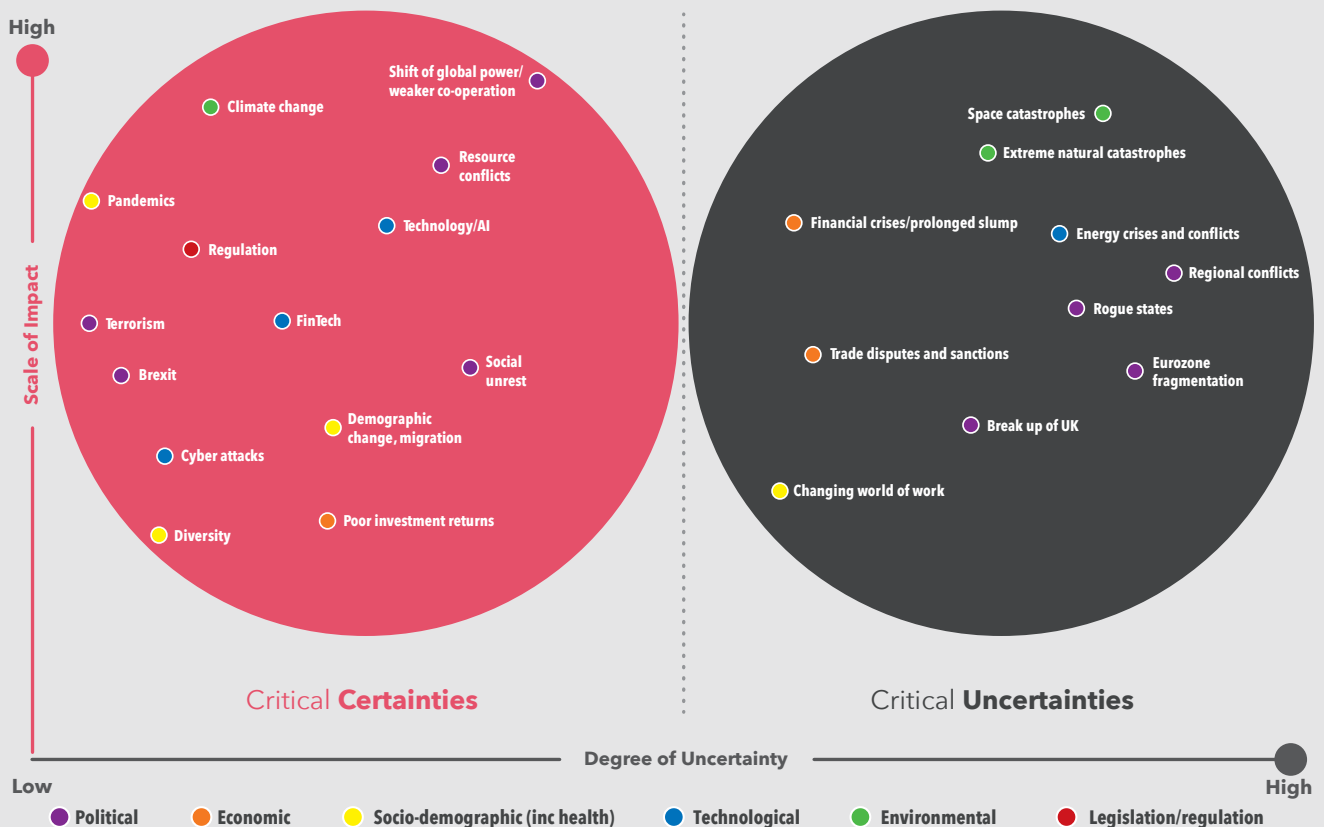 High
Scale of Impact
Shift of global power/
weaker co-operation
Climate change
Resource
conflicts
Pandemics
Technology/AI
Regulation
Terrorism
FinTech
Brexit
Social
unrest
Demographic
change, migration
Cyber attacks
Poor investment returns
Diversity
Critical Certainties
Space catastrophes
Extreme natural catastrophes
Financial crises/prolonged slump
Energy crises and conflicts
Regional conflicts
Rogue states
Trade disputes and sanctions
Eurozone
fragmentation
Break up of UK
Changing world of work
Critical Uncertainties
Degree of Uncertainty
Low
High
Political
Economic
Socio-demographic (inc health)
Technological
Environmental
Legislation/regulation